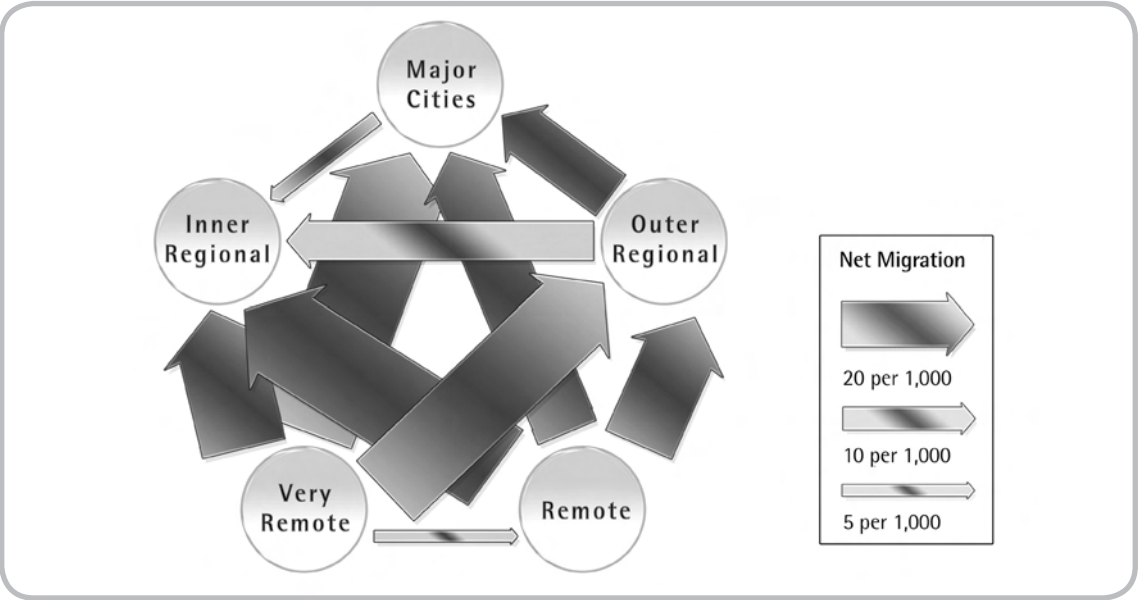 Major
Cities
Inner
Regional
Outer
Regional
Very
Remote
Remote
Net Migration
20 per 1,000
10 per 1,000
5 per 1,000